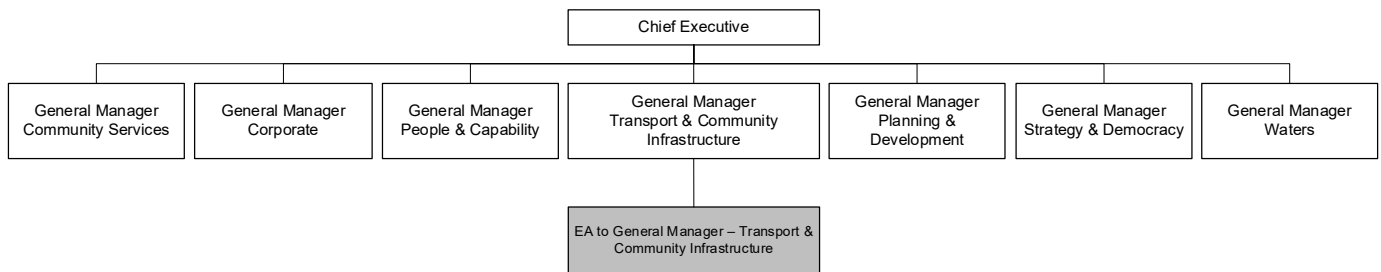 Chief Executive
General Manager
Community Services
General Manager
Corporate
General Manager
People & Capability
General Manager
Transport & Community
Infrastructure
General Manager
Planning &
Development
General Manager
Strategy & Democracy
General Manager
Waters
EA to General Manager – Transport &
Community Infrastructure